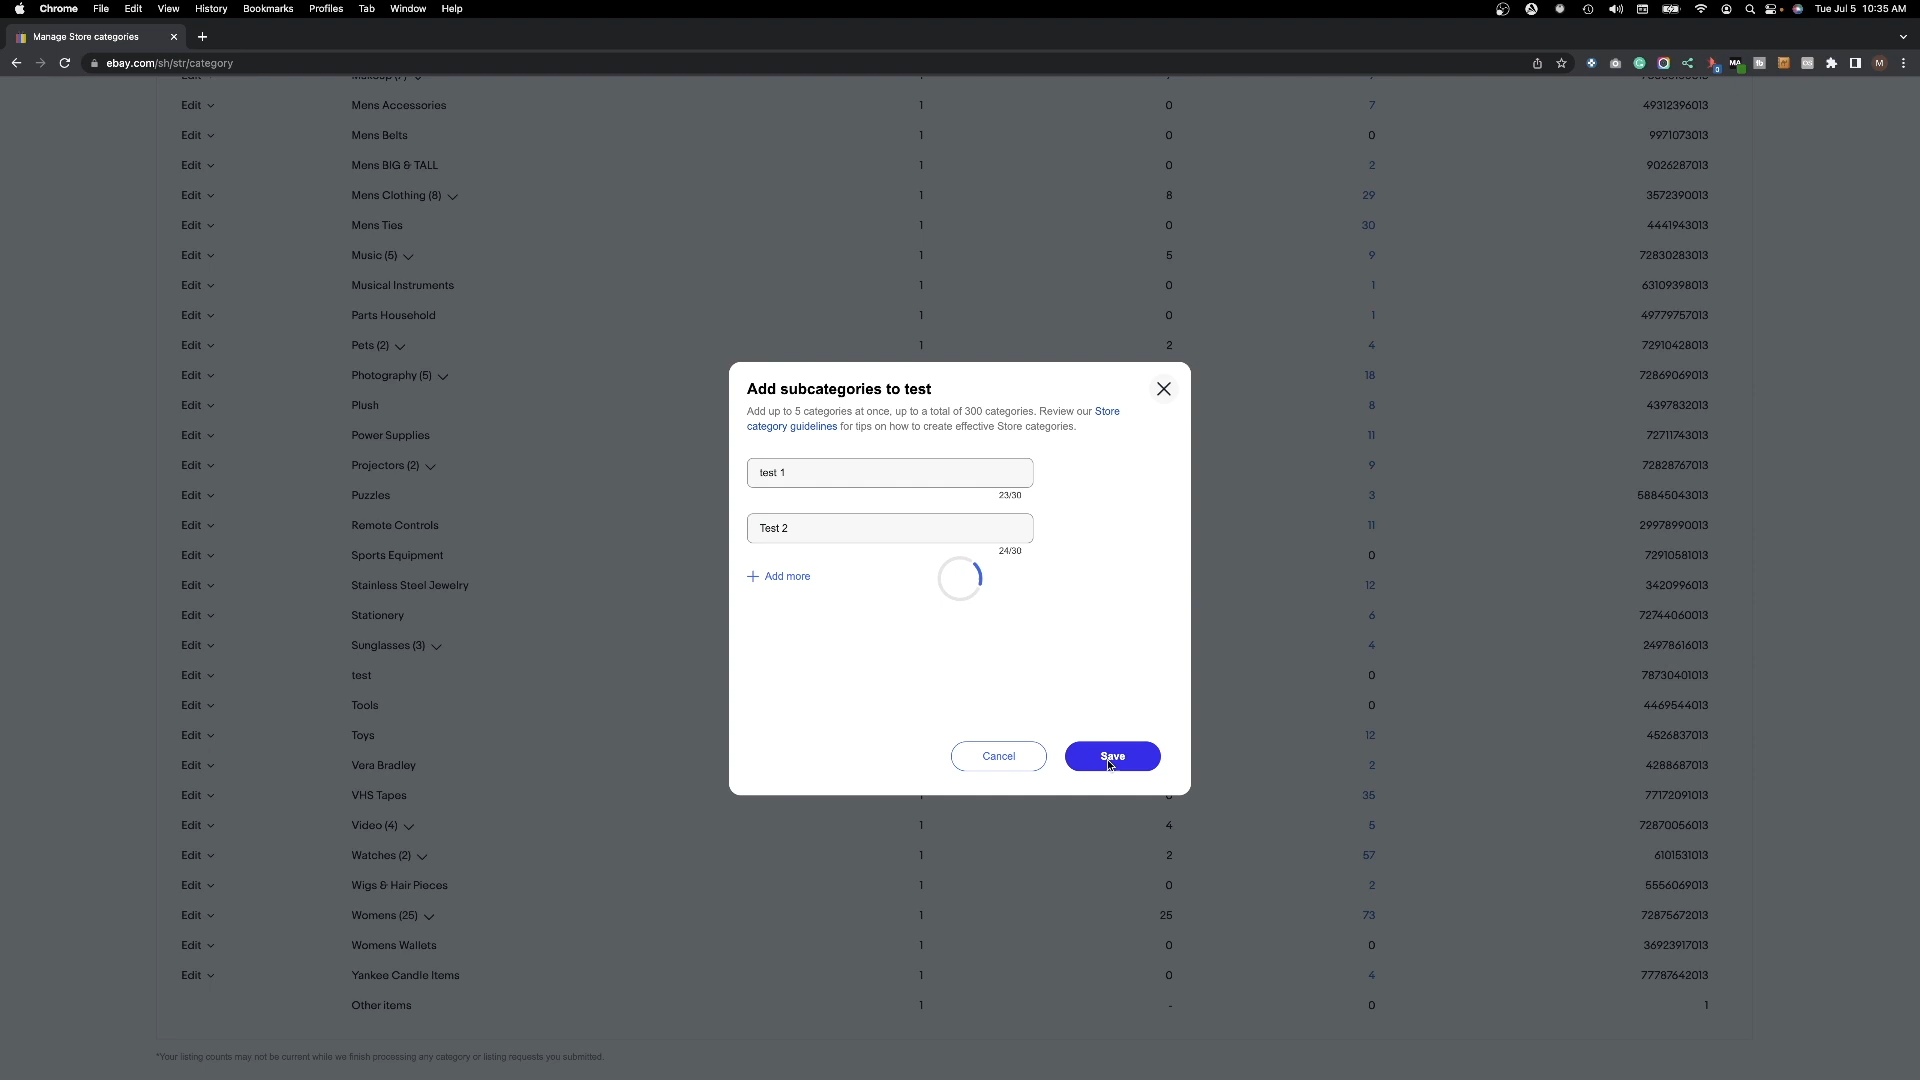 Chrome File Edit View History Bookmarks Profiles Tab Window Help Tue Jul 5 10:35 AM
Manage Store categories
ebay.com/sh/str/category
Edit Mens Accessories 1 0 7 49312396013
Edit Mens Belts 1 0 0 9971073013
Edit Mens BIG & TALL 1 0 2 9026287013
Edit Mens Clothing (8) 1 8 29 3572390013
Edit Mens Ties 1 0 30 4441943013
Edit Music (5) 1 5 9 72830283013
Edit Musical Instruments 1 0 1 63109398013
Edit Parts Household 1 0 1 49779757013
Edit Pets (2) 1 2 4 72910428013
Edit Photography (5) 18 72869069013
Edit Plush 8 4397832013
Edit Power Supplies 11 72711743013
Edit Projectors (2) 9 72828767013
Edit Puzzles 3 58845043013
Edit Remote Controls 11 29978990013
Edit Sports Equipment 0 72910581013
Edit Stainless Steel Jewelry 12 3420996013
Edit Stationery 6 72744060013
Edit Sunglasses (3) 4 24978616013
Edit test 0 78730401013
Edit Tools 0 4469544013
Edit Toys 12 4526837013
Edit Vera Bradley 2 4288687013
Edit VHS Tapes 35 77172091013
Edit Video (4) 1 4 5 72870056013
Edit Watches (2) 1 2 57 6101531013
Edit Wigs & Hair Pieces 1 0 2 5556069013
Edit Womens (25) 1 25 73 72875672013
Edit Womens Wallets 1 0 0 36923917013
Edit Yankee Candle Items 1 0 4 77787642013
Other items 1 - 0 1
*Your listing counts may not be current while we finish processing any category or listing requests you submitted.
Add subcategories to test
Add up to 5 categories at once, up to a total of 300 categories. Review our Store
category guidelines for tips on how to create effective Store categories.
test 1
23/30
Test 2
24/30
Add more
Cancel Save